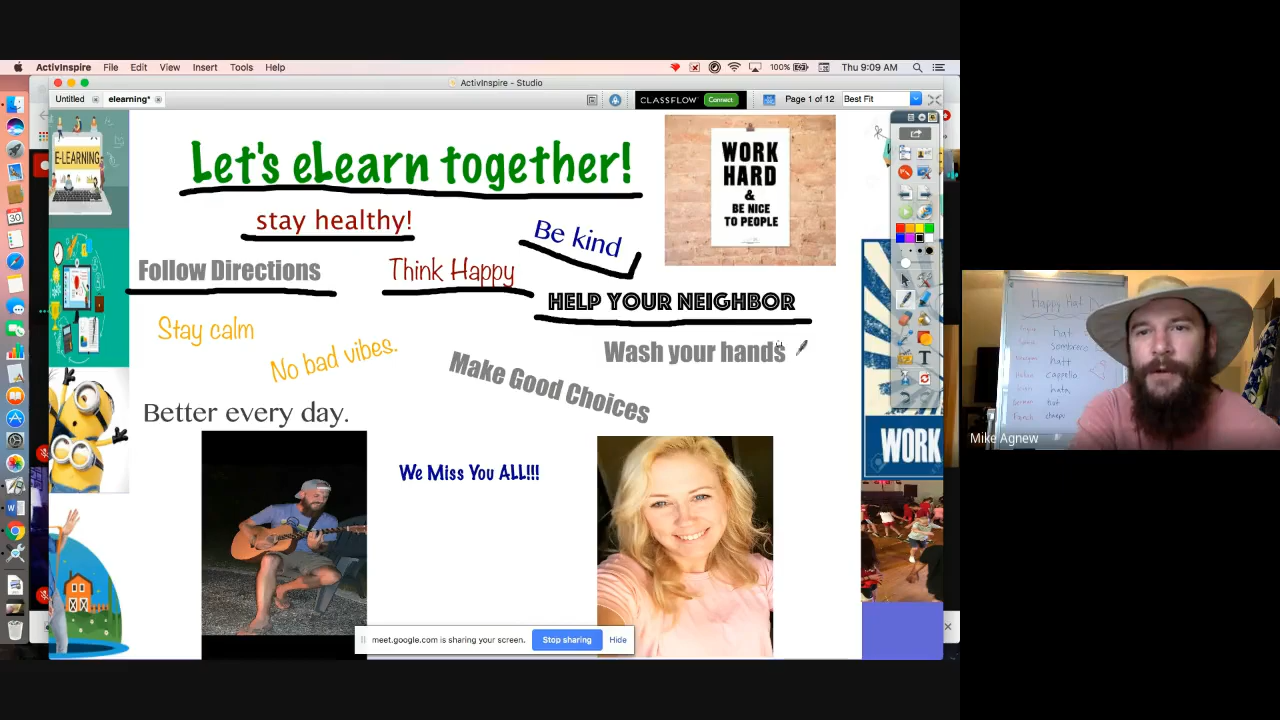 ActivInspire File Edit View Insert Tools Help
100% Thu 9:09 AM
ActivInspire - Studio
Untitled elearning*
CLASSFLOW Connect Page 1 of 12 Best Fit
E-LEARNING
Let's eLearn together!
WORK
HARD
&
BE NICE
TO PEOPLE
stay healthy!
Be kind
Follow Directions
Think Happy
HELP YOUR NEIGHBOR
Stay calm
No bad vibes.
Wash your hands
Make Good Choices
Better every day.
We Miss You ALL!!!
WORK
30
meet.google.com is sharing your screen. Stop sharing Hide
Happy Hat
hat
Sombrero
hatt
cappello
French
Mike Agnew